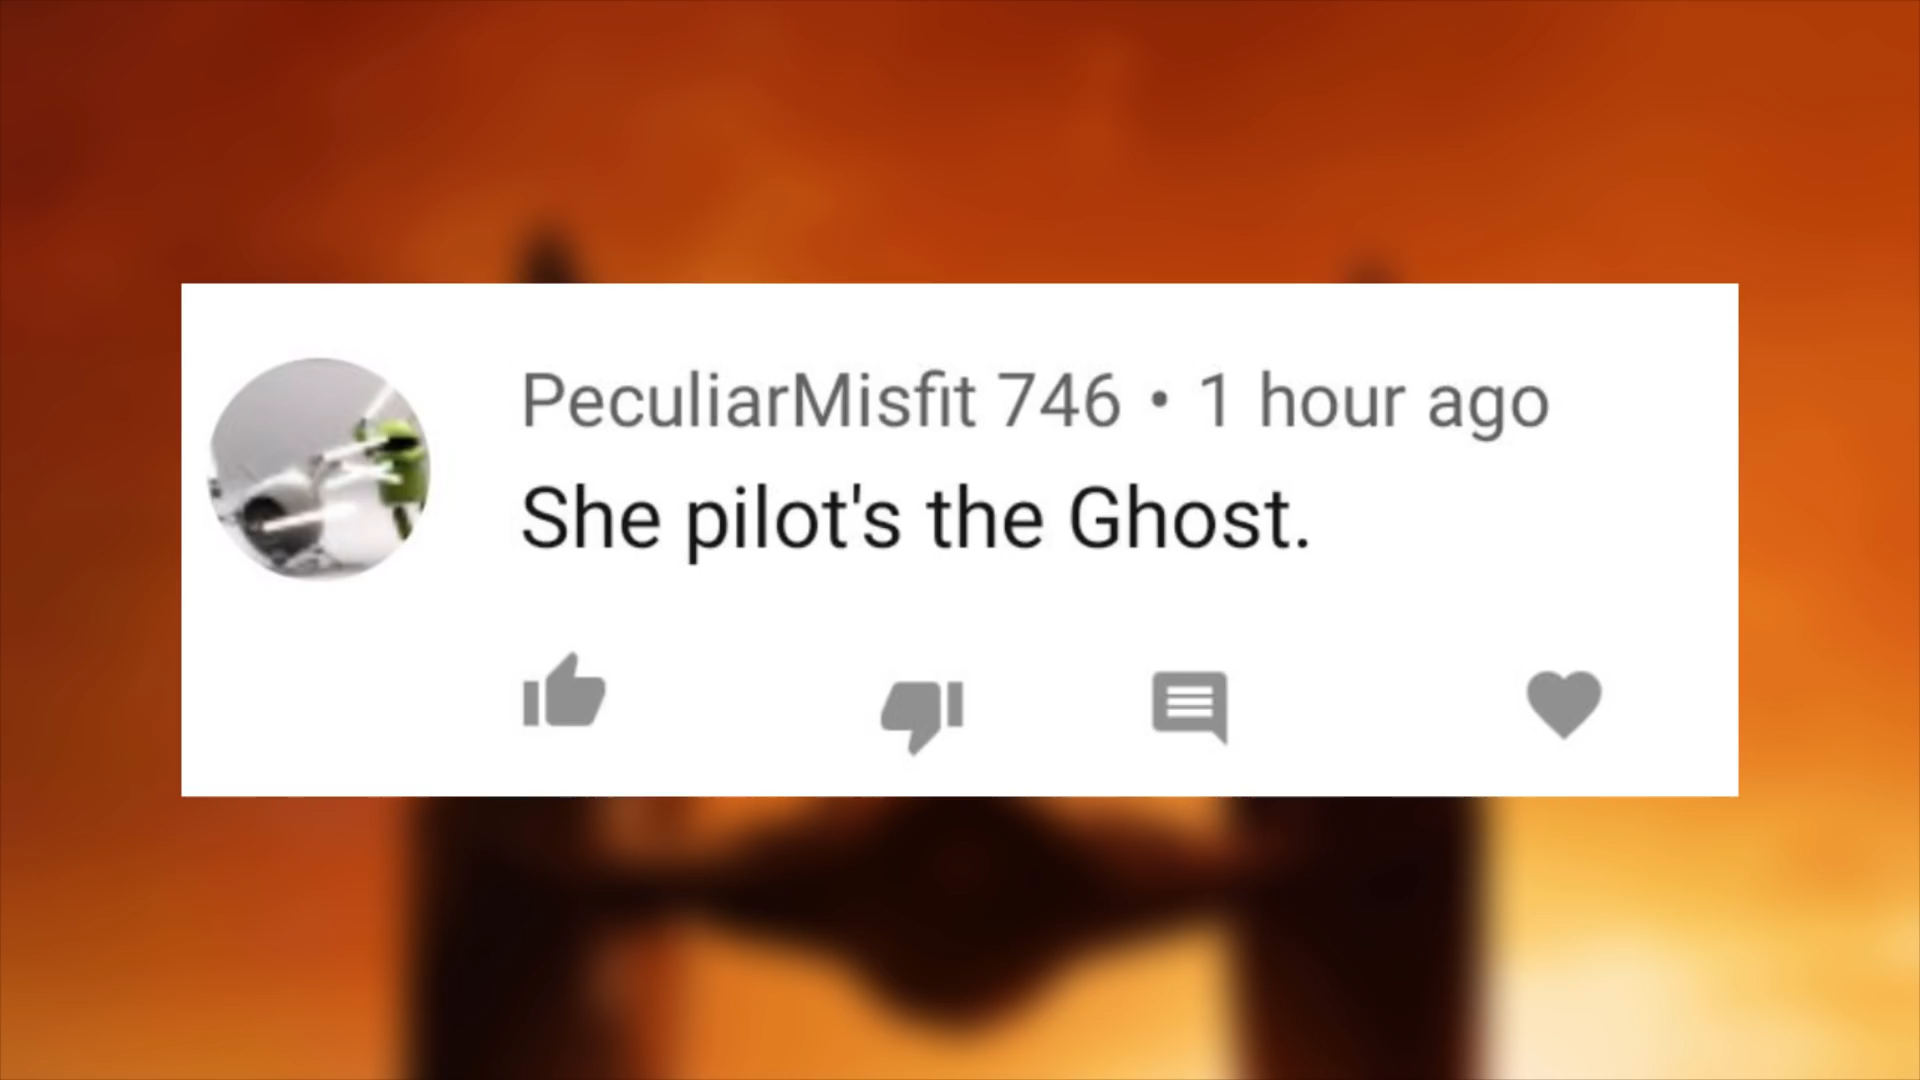 PeculiarMisfit 746 • 1 hour ago
She pilot's the Ghost.